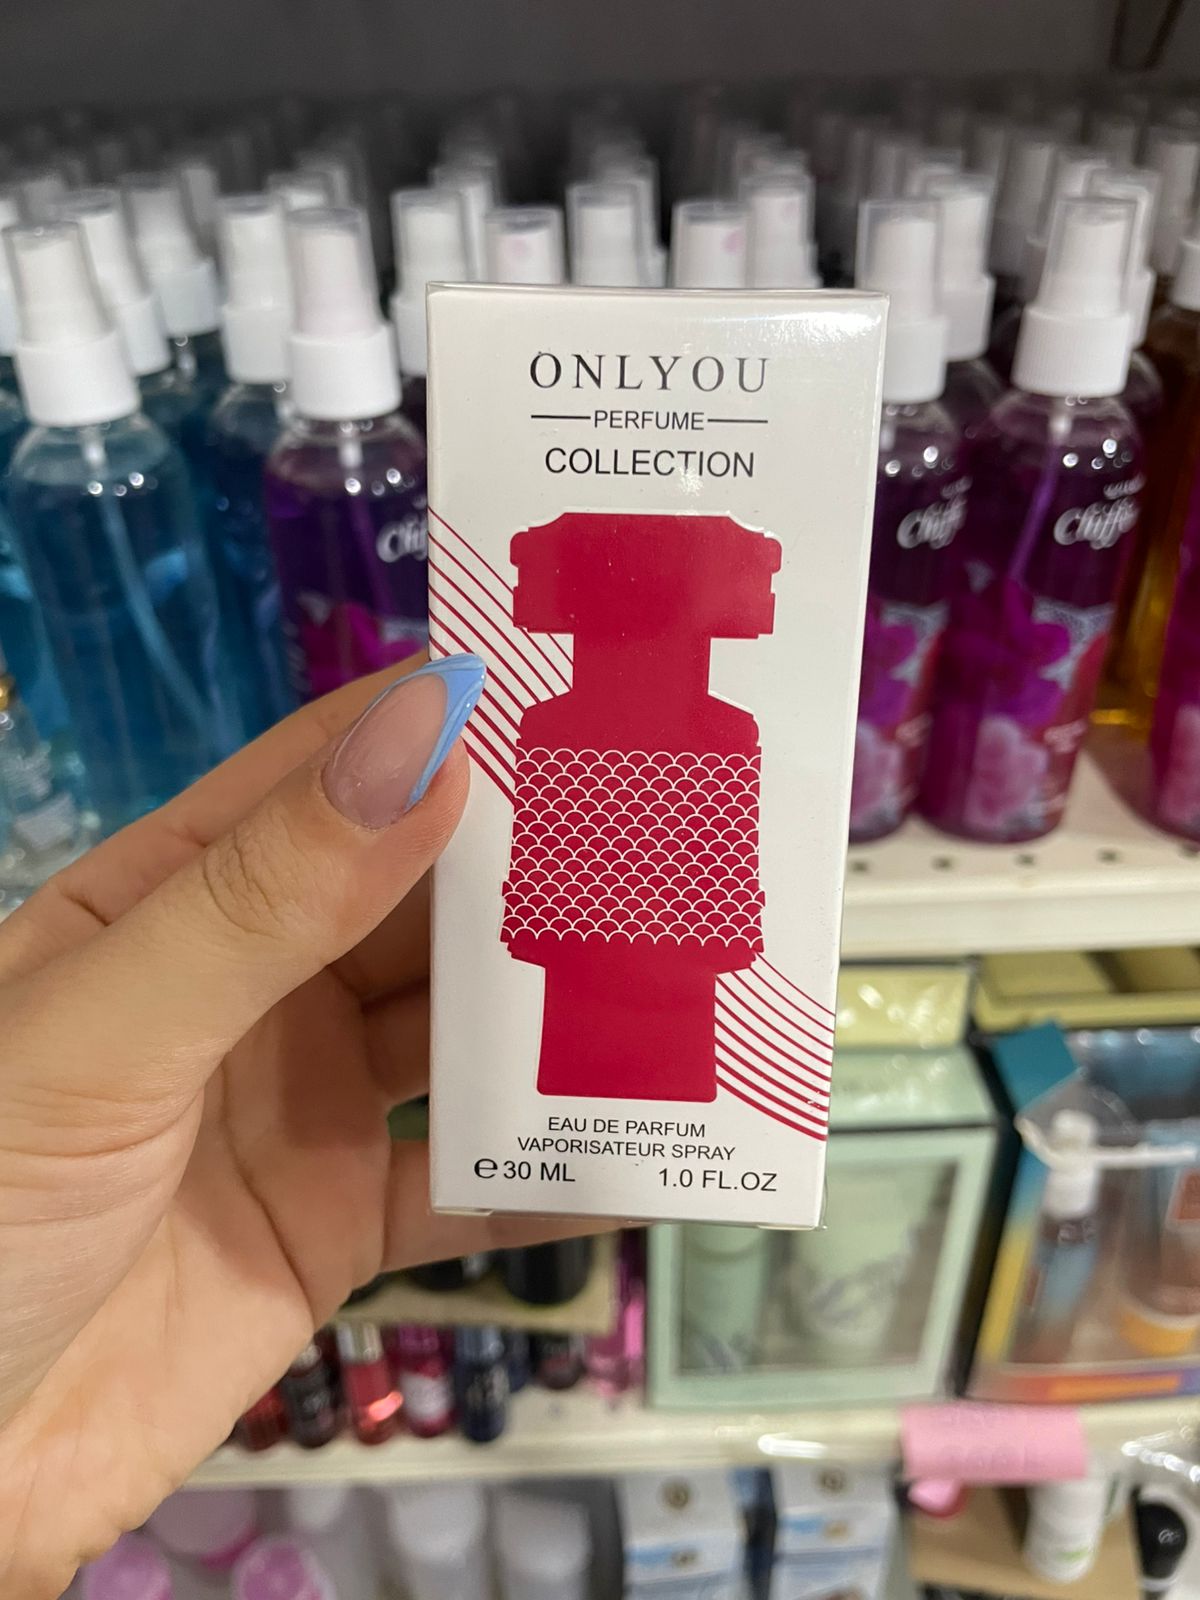 ONLYOU
PERFUME
COLLECTION
EAU DE PARFUM
VAPORISATEUR SPRAY
e 30 ML 1.0 FL.OZ